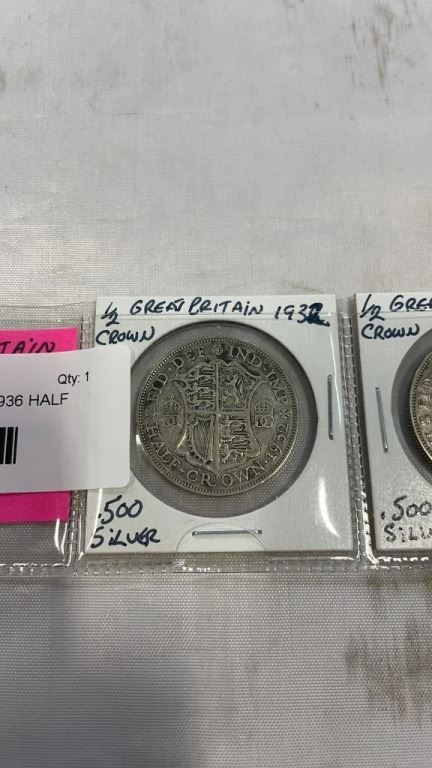 ½ GREAT BRITAIN 1932
CROWN
FID·DEF IND·IMP
HALF·CROWN·1932
.500
SILVER
TAIN
Qty: 1
936 HALF
½ GREA
CROWN
.500
SILV